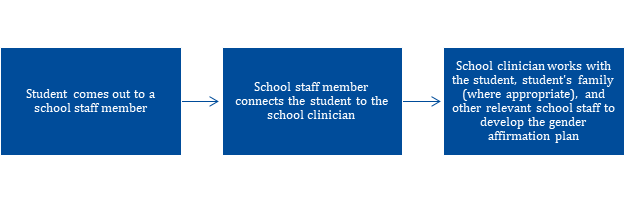 Student comes out to a
school staff member
School staff member
connects the student to the
school clinician
School clinician works with
the student, student's family
(where appropriate), and
other relevant school staff to
develop the gender
affirmation plan